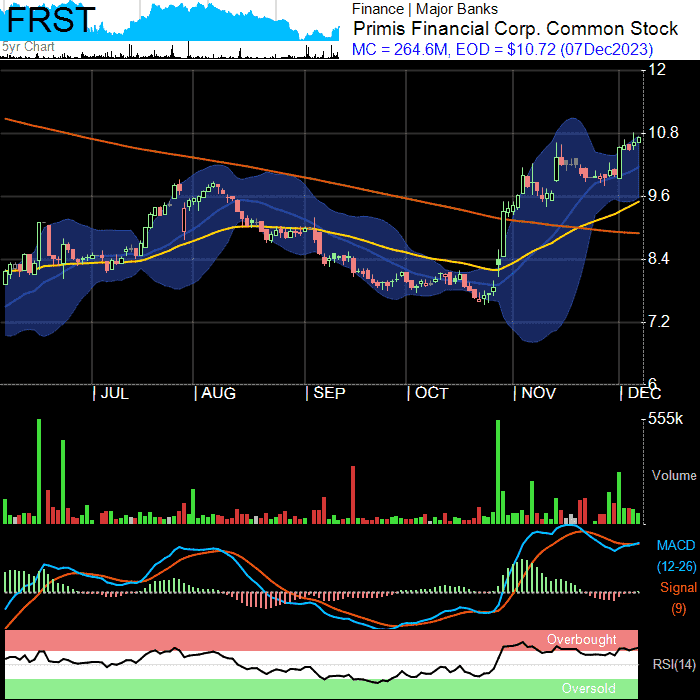 FRST
5yr Chart
Finance | Major Banks
Primis Financial Corp. Common Stock
MC = 264.6M, EOD = $10.72 (07Dec2023)
12
10.8
9.6
8.4
7.2
6
| JUL | AUG | SEP | OCT | NOV | DEC
555k
Volume
MACD
(12-26)
Signal
(9)
Overbought
RSI(14)
Oversold